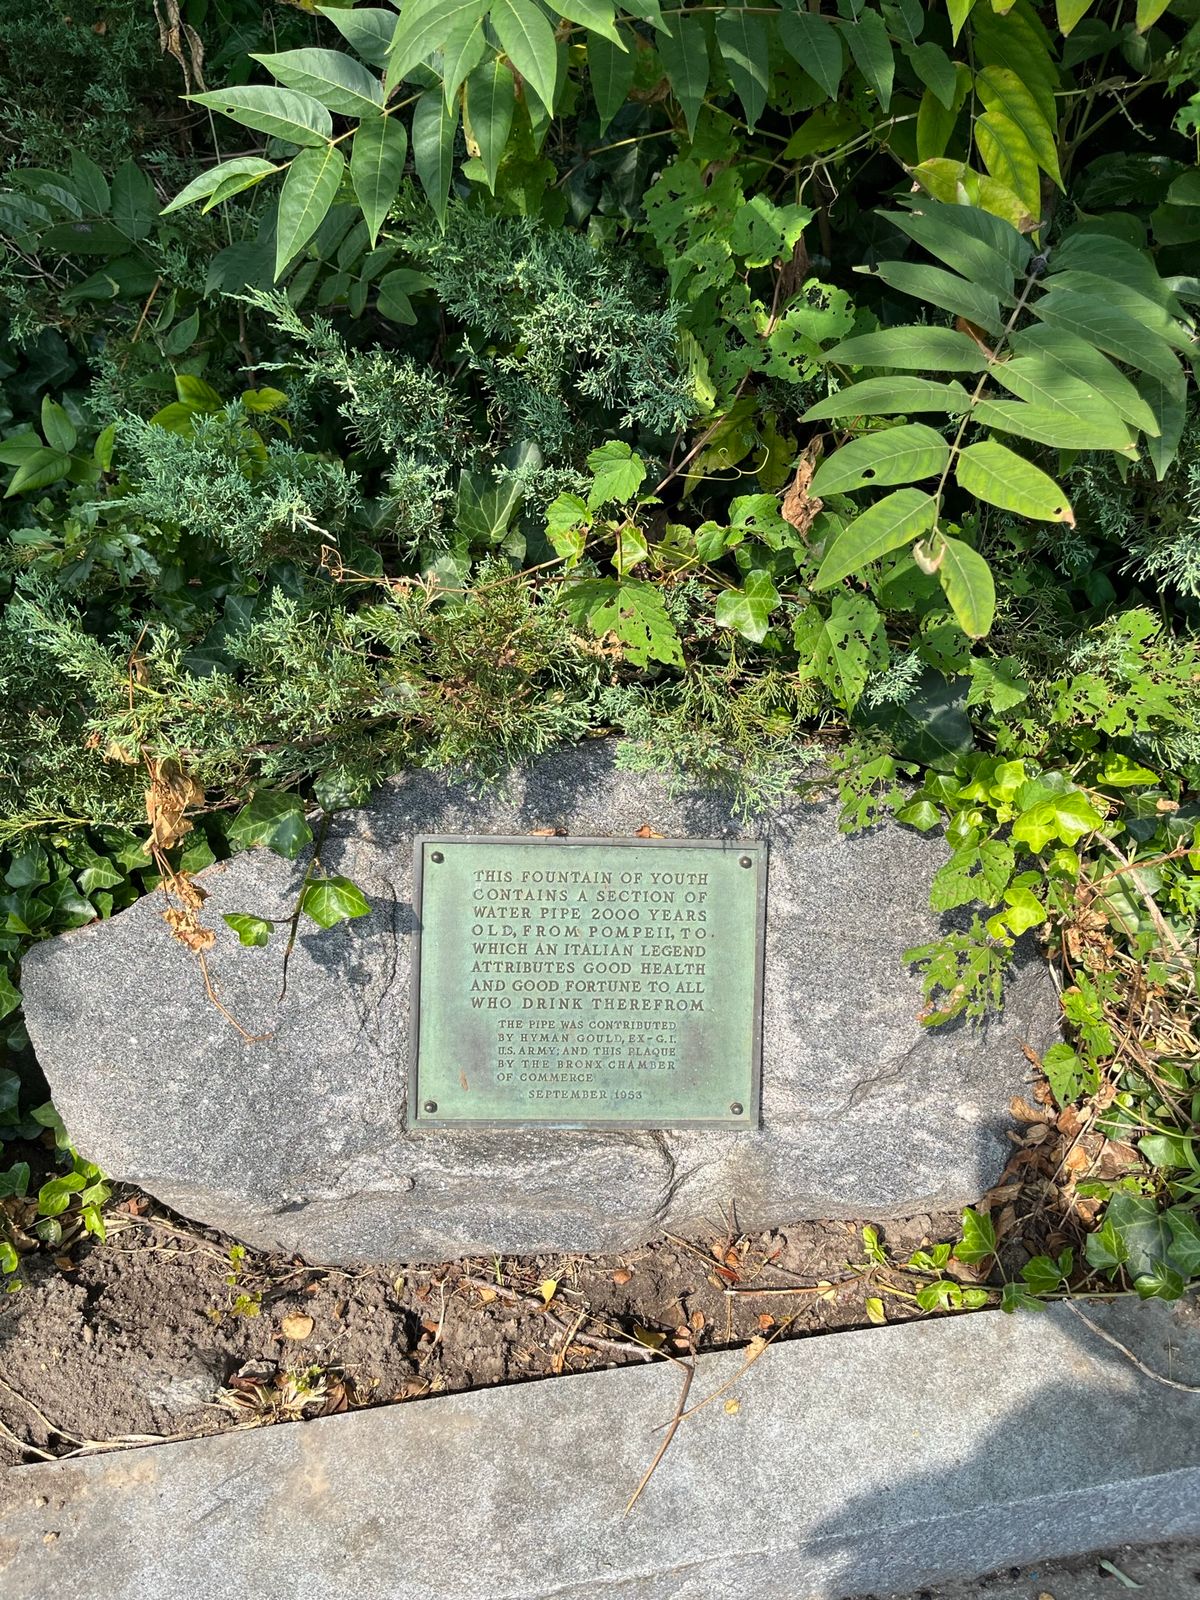 THIS FOUNTAIN OF YOUTH
CONTAINS A SECTION OF
WATER PIPE 2000 YEARS
OLD, FROM POMPEII, TO
WHICH AN ITALIAN LEGEND
ATTRIBUTES GOOD HEALTH
AND GOOD FORTUNE TO ALL
WHO DRINK THEREFROM
THE PIPE WAS CONTRIBUTED
BY HYMAN GOULD, EX-G.I.
U.S. ARMY; AND THIS PLAQUE
BY THE BRONX CHAMBER
OF COMMERCE
SEPTEMBER 1953